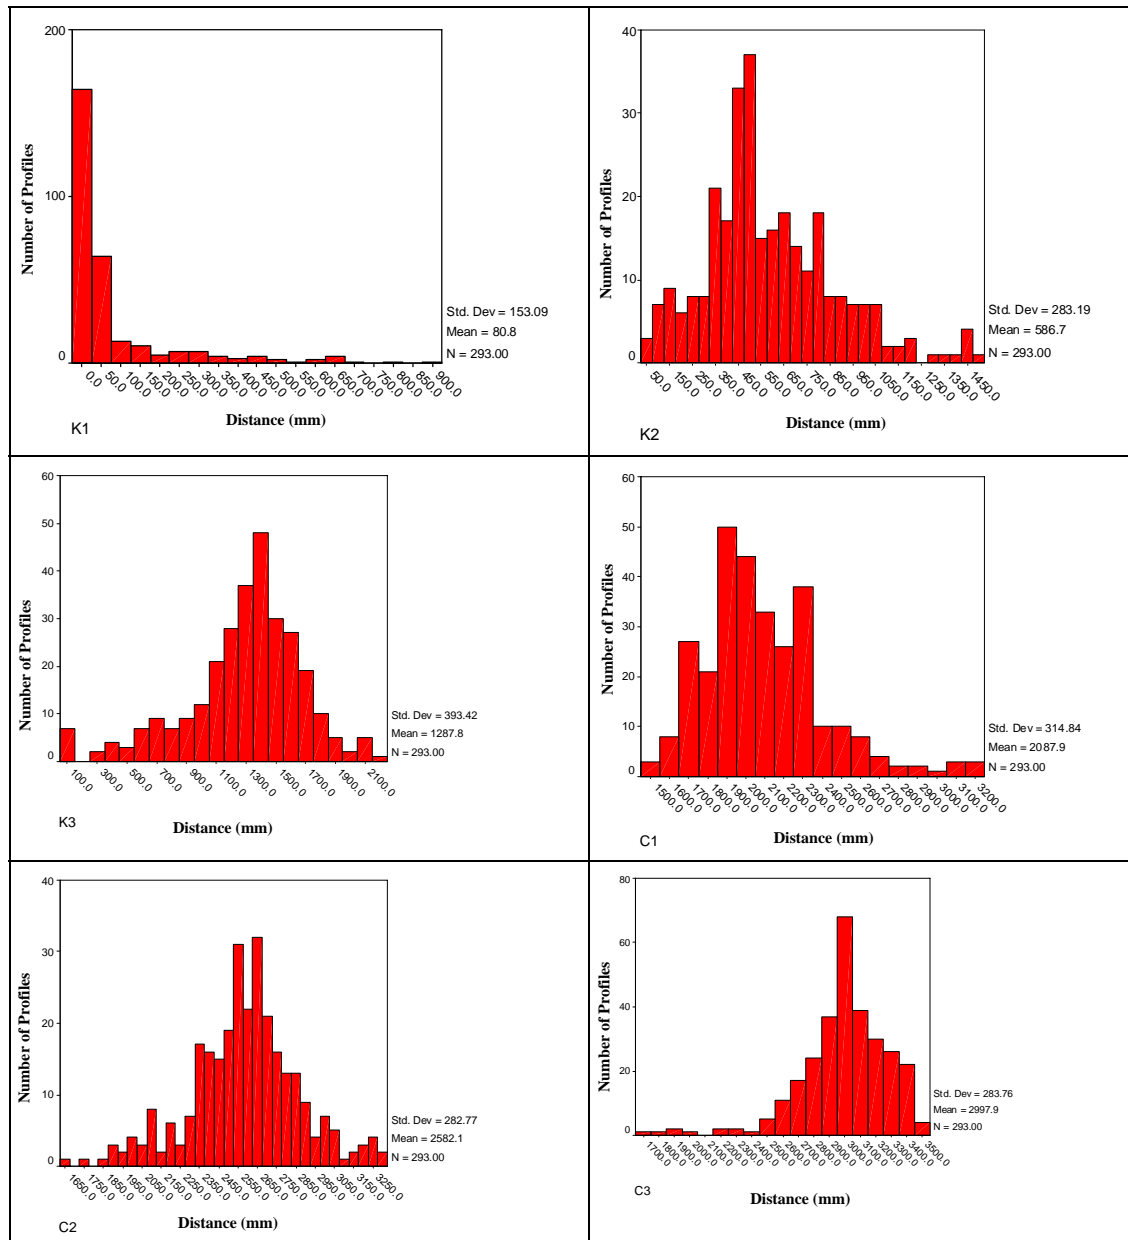 200
100
0
Number of Profiles
0.0 50.0 100.0 150.0 200.0 250.0 300.0 350.0 400.0 450.0 500.0 550.0 600.0 650.0 700.0 750.0 800.0 850.0 900.0
Distance (mm)
Std. Dev = 153.09
Mean = 80.8
N = 293.00
K1
40
30
20
10
0
Number of Profiles
50.0 150.0 250.0 350.0 450.0 550.0 650.0 750.0 850.0 950.0 1050.0 1150.0 1250.0 1350.0 1450.0
Distance (mm)
Std. Dev = 283.19
Mean = 586.7
N = 293.00
K2
60
50
40
30
20
10
0
Number of Profiles
100.0 300.0 500.0 700.0 900.0 1100.0 1300.0 1500.0 1700.0 1900.0 2100.0
Distance (mm)
Std. Dev = 393.42
Mean = 1287.8
N = 293.00
K3
60
50
40
30
20
10
0
Number of Profiles
1500.0 1600.0 1700.0 1800.0 1900.0 2000.0 2100.0 2200.0 2300.0 2400.0 2500.0 2600.0 2700.0 2800.0 2900.0 3000.0 3100.0 3200.0
Distance (mm)
Std. Dev = 314.84
Mean = 2087.9
N = 293.00
C1
40
30
20
10
0
Number of Profiles
1650.0 1750.0 1850.0 1950.0 2050.0 2150.0 2250.0 2350.0 2450.0 2550.0 2650.0 2750.0 2850.0 2950.0 3050.0 3150.0 3250.0
Distance (mm)
Std. Dev = 282.77
Mean = 2582.1
N = 293.00
C2
80
60
40
20
0
Number of Profiles
1700.0 1800.0 1900.0 2000.0 2100.0 2200.0 2300.0 2400.0 2500.0 2600.0 2700.0 2800.0 2900.0 3000.0 3100.0 3200.0 3300.0 3400.0 3500.0
Distance (mm)
Std. Dev = 283.76
Mean = 2997.9
N = 293.00
C3